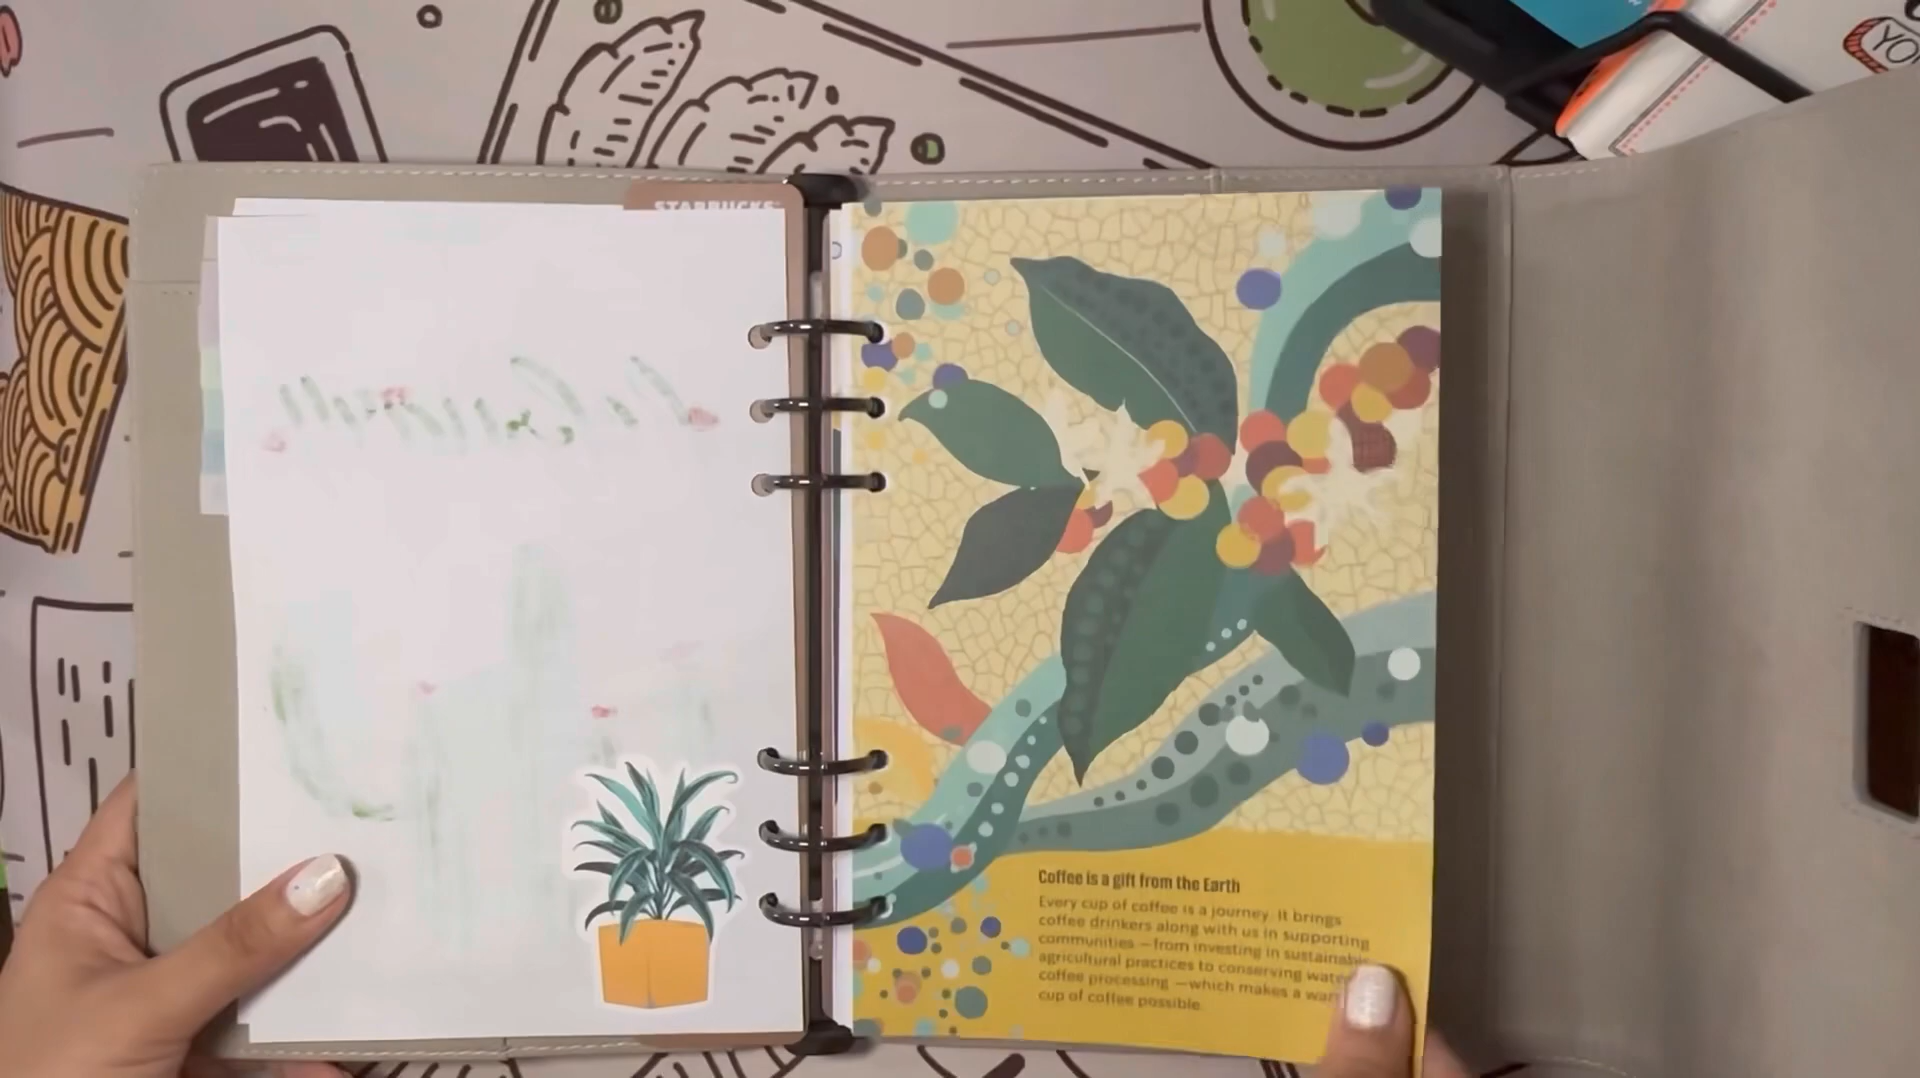 YO
STARBUCKS
Coffee is a gift from the Earth
Every cup of coffee is a journey. It brings
coffee drinkers along with us in supporting
communities — from investing in sustainable
agricultural practices to conserving water
coffee processing — which makes a
cup of coffee possible.